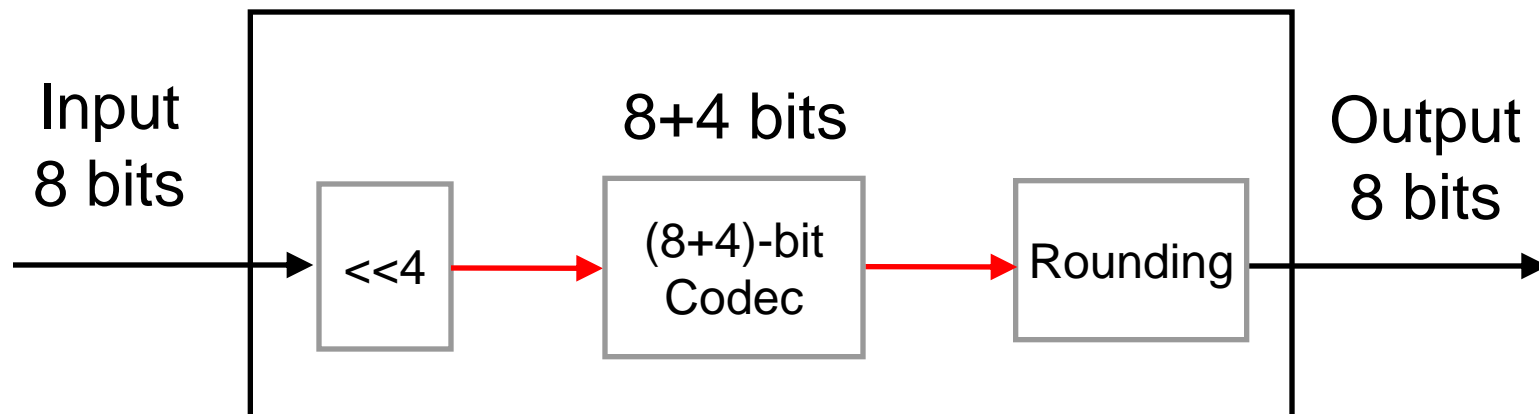 Input
8 bits
8+4 bits
<<4
(8+4)-bit
Codec
Rounding
Output
8 bits